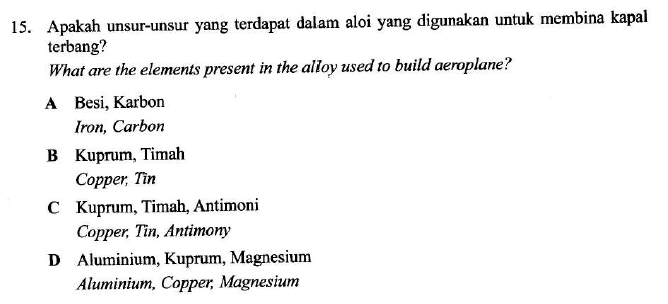 15. Apakah unsur-unsur yang terdapat dalam aloi yang digunakan untuk membina kapal
terbang?
What are the elements present in the alloy used to build aeroplane?
A Besi, Karbon
Iron, Carbon
B Kuprum, Timah
Copper, Tin
C Kuprum, Timah, Antimoni
Copper, Tin, Antimony
D Aluminium, Kuprum, Magnesium
Aluminium, Copper, Magnesium